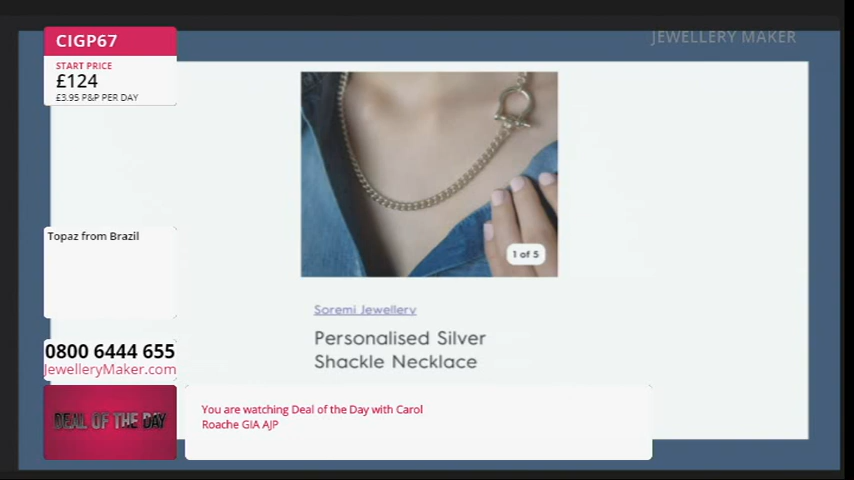 CIGP67
JEWELLERY MAKER
START PRICE
£124
£3.95 P&P PER DAY
1 of 5
Topaz from Brazil
Soremi Jewellery
Personalised Silver
Shackle Necklace
0800 6444 655
JewelleryMaker.com
DEAL OF THE DAY
You are watching Deal of the Day with Carol
Roache GIA AJP